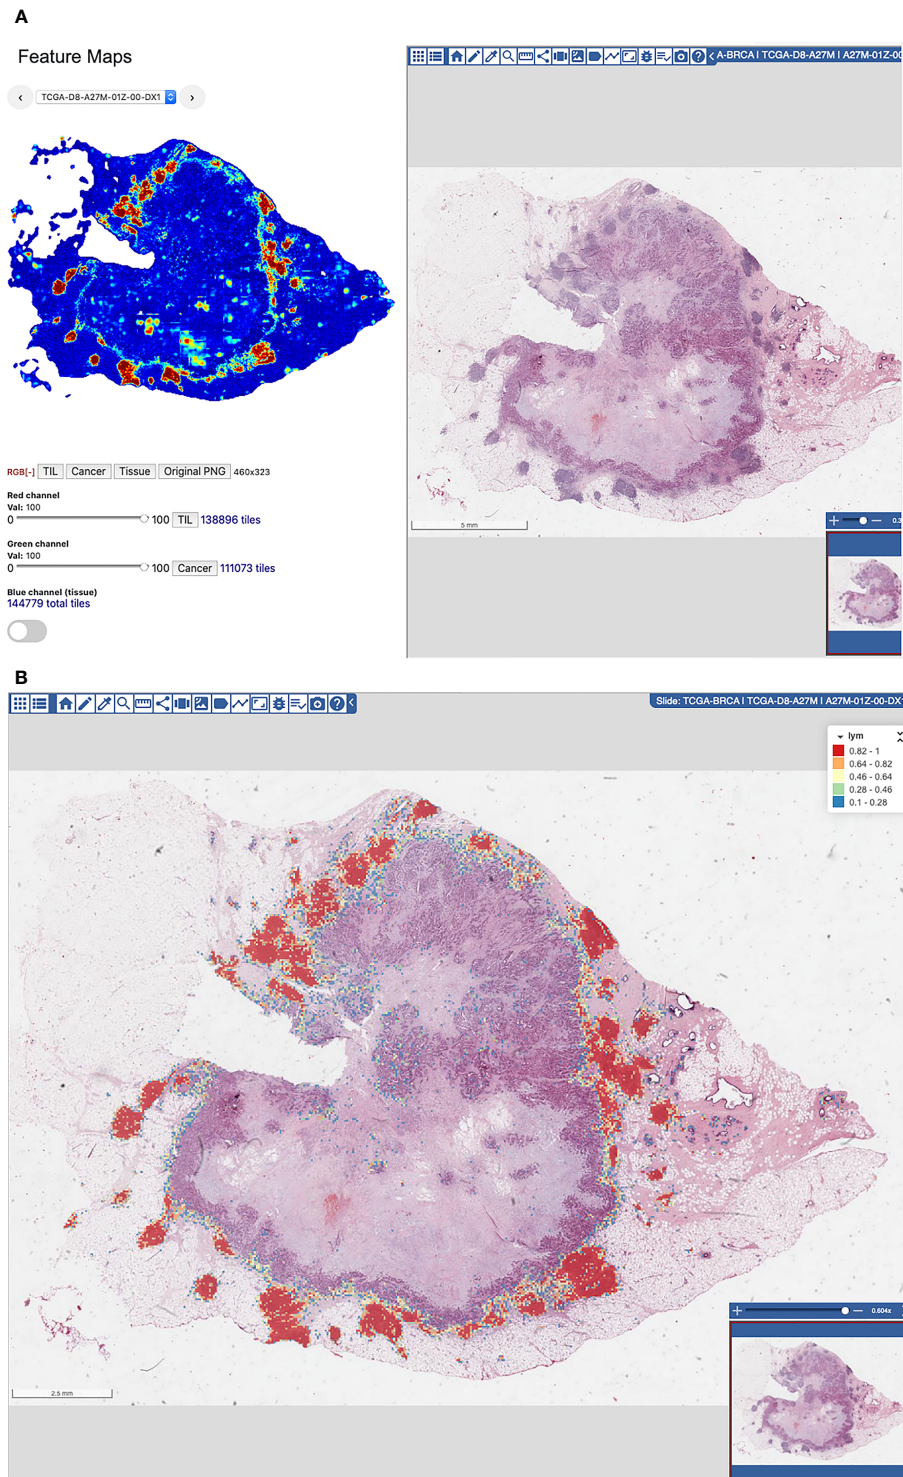 A
Feature Maps
‹ TCGA-D8-A27M-01Z-00-DX1 ›
A-BRCA | TCGA-D8-A27M | A27M-01Z-00
RGB[-] TIL Cancer Tissue Original PNG 460x323
Red channel
Val: 100
0 100 TIL 138896 tiles
Green channel
Val: 100
0 100 Cancer 111073 tiles
Blue channel (tissue)
144779 total tiles
5 mm
0.3
B
Slide: TCGA-BRCA | TCGA-D8-A27M | A27M-01Z-00-DX1
lym
0.82 - 1
0.64 - 0.82
0.46 - 0.64
0.28 - 0.46
0.1 - 0.28
2.5 mm
0.604x